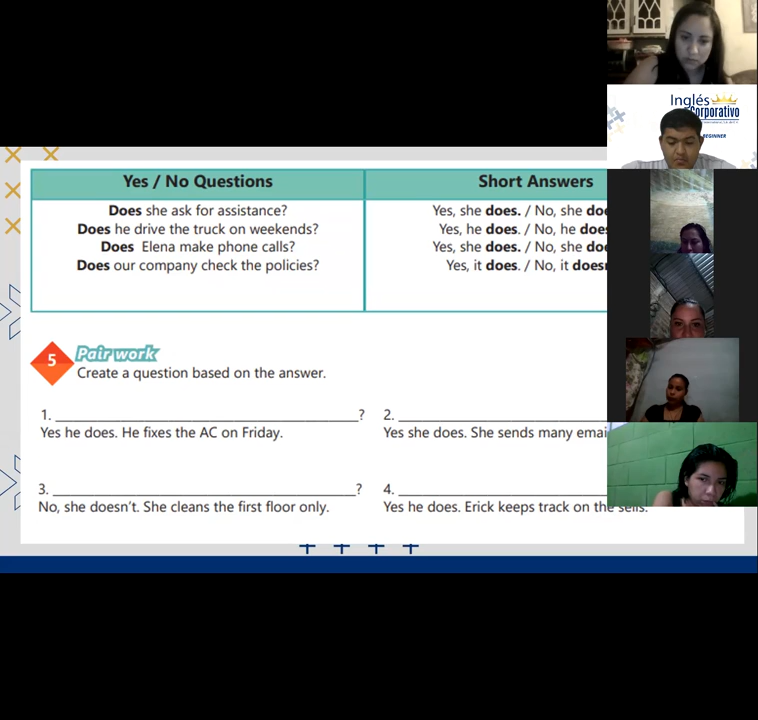 Inglés
Corporativo
BEGINNER
Yes / No Questions
Short Answers
Does she ask for assistance?
Yes, she does. / No, she doe
Does he drive the truck on weekends?
Yes, he does. / No, he does
Does Elena make phone calls?
Yes, she does. / No, she doe
Does our company check the policies?
Yes, it does. / No, it doesn
5
Pair work
Create a question based on the answer.
1. ?
Yes he does. He fixes the AC on Friday.
2.
Yes she does. She sends many emai
3. ?
No, she doesn't. She cleans the first floor only.
4.
Yes he does. Erick keeps track on the sells.